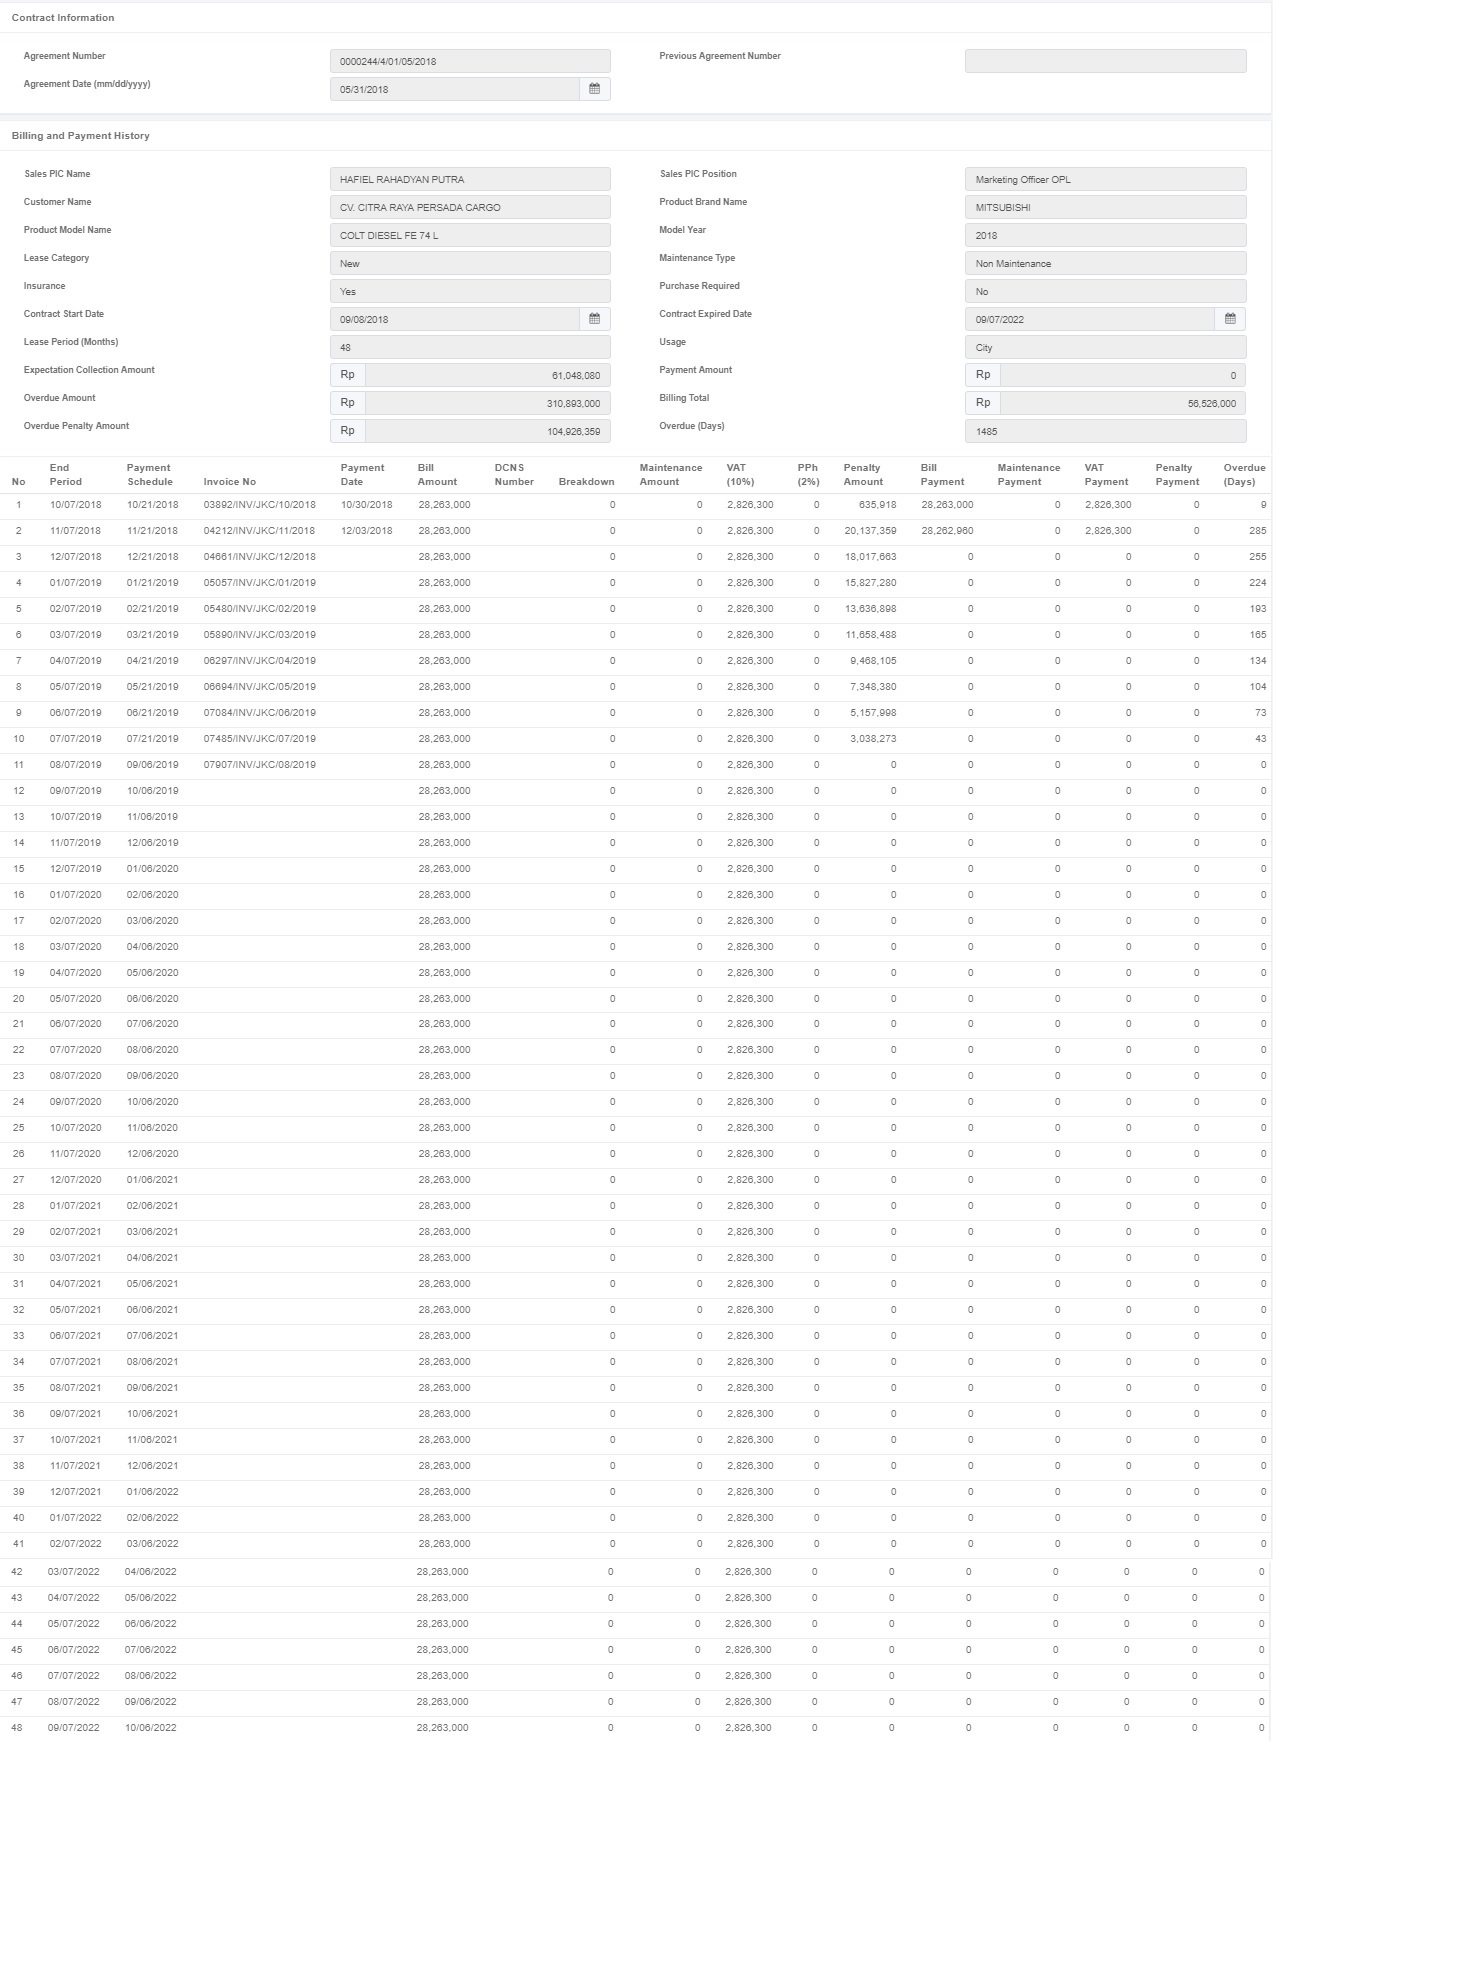 Contract Information
Agreement Number 0000244/4/01/05/2018 Previous Agreement Number
Agreement Date (mm/dd/yyyy) 05/31/2018
Billing and Payment History
Sales PIC Name HAFIEL RAHADYAN PUTRA Sales PIC Position Marketing Officer OPL
Customer Name CV. CITRA RAYA PERSADA CARGO Product Brand Name MITSUBISHI
Product Model Name COLT DIESEL FE 74 L Model Year 2018
Lease Category New Maintenance Type Non Maintenance
Insurance Yes Purchase Required No
Contract Start Date 09/08/2018 Contract Expired Date 09/07/2022
Lease Period (Months) 48 Usage City
Expectation Collection Amount Rp 61,048,080 Payment Amount Rp 0
Overdue Amount Rp 310,893,000 Billing Total Rp 56,526,000
Overdue Penalty Amount Rp 104,926,359 Overdue (Days) 1485
End Payment Payment Bill DCNS Maintenance VAT PPh Penalty Bill Maintenance VAT Penalty Overdue
No Period Schedule Invoice No Date Amount Number Breakdown Amount (10%) (2%) Amount Payment Payment Payment Payment (Days)
1 10/07/2018 10/21/2018 03892/INV/JKC/10/2018 10/30/2018 28,263,000 0 0 2,826,300 0 635,918 28,263,000 0 2,826,300 0 9
2 11/07/2018 11/21/2018 04212/INV/JKC/11/2018 12/03/2018 28,263,000 0 0 2,826,300 0 20,137,359 28,262,960 0 2,826,300 0 285
3 12/07/2018 12/21/2018 04661/INV/JKC/12/2018 28,263,000 0 0 2,826,300 0 18,017,663 0 0 0 0 255
4 01/07/2019 01/21/2019 05057/INV/JKC/01/2019 28,263,000 0 0 2,826,300 0 15,827,280 0 0 0 0 224
5 02/07/2019 02/21/2019 05480/INV/JKC/02/2019 28,263,000 0 0 2,826,300 0 13,636,898 0 0 0 0 193
6 03/07/2019 03/21/2019 05890/INV/JKC/03/2019 28,263,000 0 0 2,826,300 0 11,658,488 0 0 0 0 165
7 04/07/2019 04/21/2019 06297/INV/JKC/04/2019 28,263,000 0 0 2,826,300 0 9,468,105 0 0 0 0 134
8 05/07/2019 05/21/2019 06694/INV/JKC/05/2019 28,263,000 0 0 2,826,300 0 7,348,380 0 0 0 0 104
9 06/07/2019 06/21/2019 07084/INV/JKC/06/2019 28,263,000 0 0 2,826,300 0 5,157,998 0 0 0 0 73
10 07/07/2019 07/21/2019 07485/INV/JKC/07/2019 28,263,000 0 0 2,826,300 0 3,038,273 0 0 0 0 43
11 08/07/2019 09/06/2019 07907/INV/JKC/08/2019 28,263,000 0 0 2,826,300 0 0 0 0 0 0 0
12 09/07/2019 10/06/2019 28,263,000 0 0 2,826,300 0 0 0 0 0 0 0
13 10/07/2019 11/06/2019 28,263,000 0 0 2,826,300 0 0 0 0 0 0 0
14 11/07/2019 12/06/2019 28,263,000 0 0 2,826,300 0 0 0 0 0 0 0
15 12/07/2019 01/06/2020 28,263,000 0 0 2,826,300 0 0 0 0 0 0 0
16 01/07/2020 02/06/2020 28,263,000 0 0 2,826,300 0 0 0 0 0 0 0
17 02/07/2020 03/06/2020 28,263,000 0 0 2,826,300 0 0 0 0 0 0 0
18 03/07/2020 04/06/2020 28,263,000 0 0 2,826,300 0 0 0 0 0 0 0
19 04/07/2020 05/06/2020 28,263,000 0 0 2,826,300 0 0 0 0 0 0 0
20 05/07/2020 06/06/2020 28,263,000 0 0 2,826,300 0 0 0 0 0 0 0
21 06/07/2020 07/06/2020 28,263,000 0 0 2,826,300 0 0 0 0 0 0 0
22 07/07/2020 08/06/2020 28,263,000 0 0 2,826,300 0 0 0 0 0 0 0
23 08/07/2020 09/06/2020 28,263,000 0 0 2,826,300 0 0 0 0 0 0 0
24 09/07/2020 10/06/2020 28,263,000 0 0 2,826,300 0 0 0 0 0 0 0
25 10/07/2020 11/06/2020 28,263,000 0 0 2,826,300 0 0 0 0 0 0 0
26 11/07/2020 12/06/2020 28,263,000 0 0 2,826,300 0 0 0 0 0 0 0
27 12/07/2020 01/06/2021 28,263,000 0 0 2,826,300 0 0 0 0 0 0 0
28 01/07/2021 02/06/2021 28,263,000 0 0 2,826,300 0 0 0 0 0 0 0
29 02/07/2021 03/06/2021 28,263,000 0 0 2,826,300 0 0 0 0 0 0 0
30 03/07/2021 04/06/2021 28,263,000 0 0 2,826,300 0 0 0 0 0 0 0
31 04/07/2021 05/06/2021 28,263,000 0 0 2,826,300 0 0 0 0 0 0 0
32 05/07/2021 06/06/2021 28,263,000 0 0 2,826,300 0 0 0 0 0 0 0
33 06/07/2021 07/06/2021 28,263,000 0 0 2,826,300 0 0 0 0 0 0 0
34 07/07/2021 08/06/2021 28,263,000 0 0 2,826,300 0 0 0 0 0 0 0
35 08/07/2021 09/06/2021 28,263,000 0 0 2,826,300 0 0 0 0 0 0 0
36 09/07/2021 10/06/2021 28,263,000 0 0 2,826,300 0 0 0 0 0 0 0
37 10/07/2021 11/06/2021 28,263,000 0 0 2,826,300 0 0 0 0 0 0 0
38 11/07/2021 12/06/2021 28,263,000 0 0 2,826,300 0 0 0 0 0 0 0
39 12/07/2021 01/06/2022 28,263,000 0 0 2,826,300 0 0 0 0 0 0 0
40 01/07/2022 02/06/2022 28,263,000 0 0 2,826,300 0 0 0 0 0 0 0
41 02/07/2022 03/06/2022 28,263,000 0 0 2,826,300 0 0 0 0 0 0 0
42 03/07/2022 04/06/2022 28,263,000 0 0 2,826,300 0 0 0 0 0 0 0
43 04/07/2022 05/06/2022 28,263,000 0 0 2,826,300 0 0 0 0 0 0 0
44 05/07/2022 06/06/2022 28,263,000 0 0 2,826,300 0 0 0 0 0 0 0
45 06/07/2022 07/06/2022 28,263,000 0 0 2,826,300 0 0 0 0 0 0 0
46 07/07/2022 08/06/2022 28,263,000 0 0 2,826,300 0 0 0 0 0 0 0
47 08/07/2022 09/06/2022 28,263,000 0 0 2,826,300 0 0 0 0 0 0 0
48 09/07/2022 10/06/2022 28,263,000 0 0 2,826,300 0 0 0 0 0 0 0